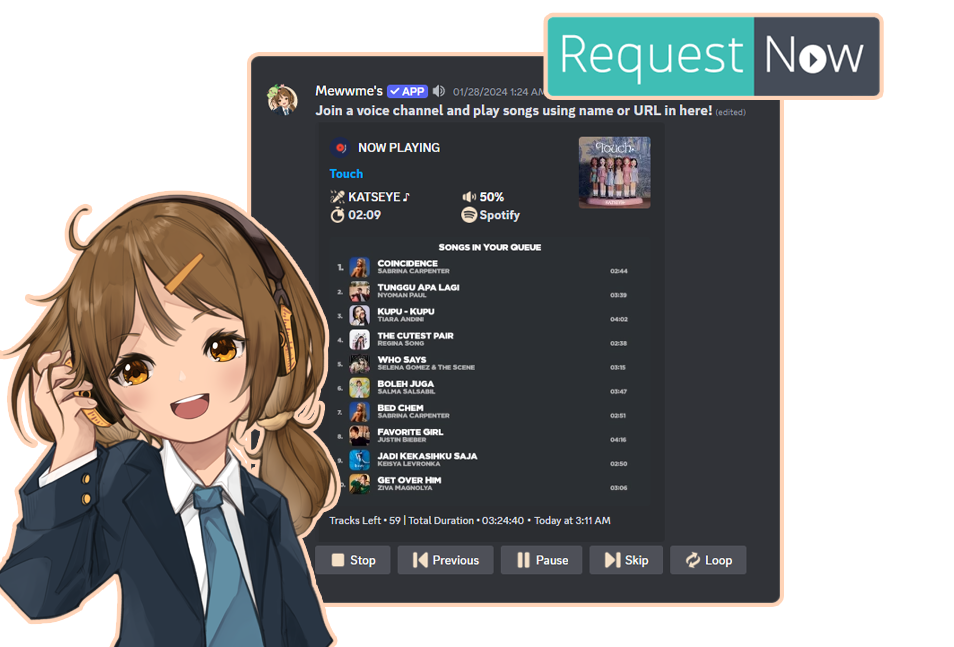 Request Now
Mewwme's APP 01/28/2024 1:24 AM
Join a voice channel and play songs using name or URL in here! (edited)
NOW PLAYING
Touch
Touch
KATSEYE ♪ 50%
02:09 Spotify
SONGS IN YOUR QUEUE
1. COINCIDENCE
SABRINA CARPENTER 02:44
2. TUNGGU APA LAGI
NYOMAN PAUL 03:39
3. KUPU - KUPU
TIARA ANDINI 04:02
4. THE CUTEST PAIR
REGINA SONG 02:38
5. WHO SAYS
SELENA GOMEZ & THE SCENE 03:15
6. BOLEH JUGA
SALMA SALSABIL 03:47
7. BED CHEM
SABRINA CARPENTER 02:51
8. FAVORITE GIRL
JUSTIN BIEBER 04:16
9. JADI KEKASIHKU SAJA
KEISYA LEVRONKA 02:50
0. GET OVER HIM
ZIVA MAGNOLYA 03:06
Tracks Left • 59 | Total Duration • 03:24:40 • Today at 3:11 AM
Stop Previous Pause Skip Loop